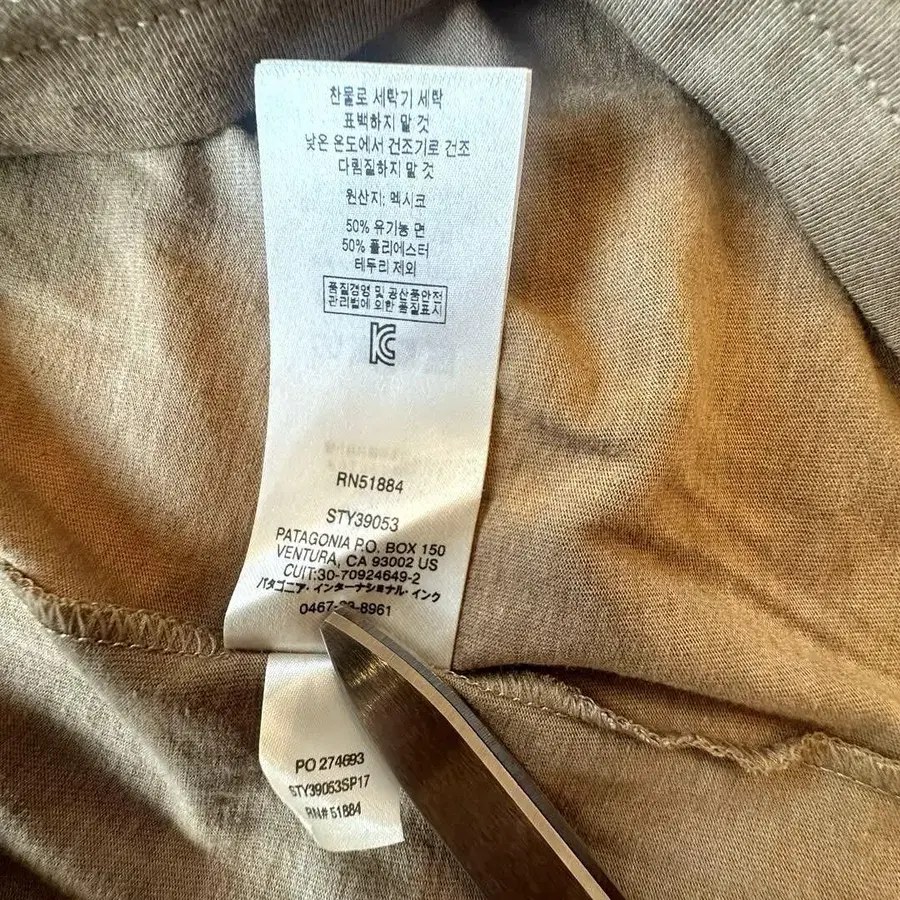 찬물로 세탁기 세탁
표백하지 말 것
낮은 온도에서 건조기로 건조
다림질하지 말 것
원산지: 멕시코
50% 유기농 면
50% 폴리에스터
테두리 제외
품질경영 및 공산품안전
관리법에 의한 품질표시
RN51884
STY39053
PATAGONIA P.O. BOX 150
VENTURA, CA 93002 US
CUIT:30-70924649-2
パタゴニア・インターナショナル・インク
PO 274693
STY39053SP17
RN# 51884